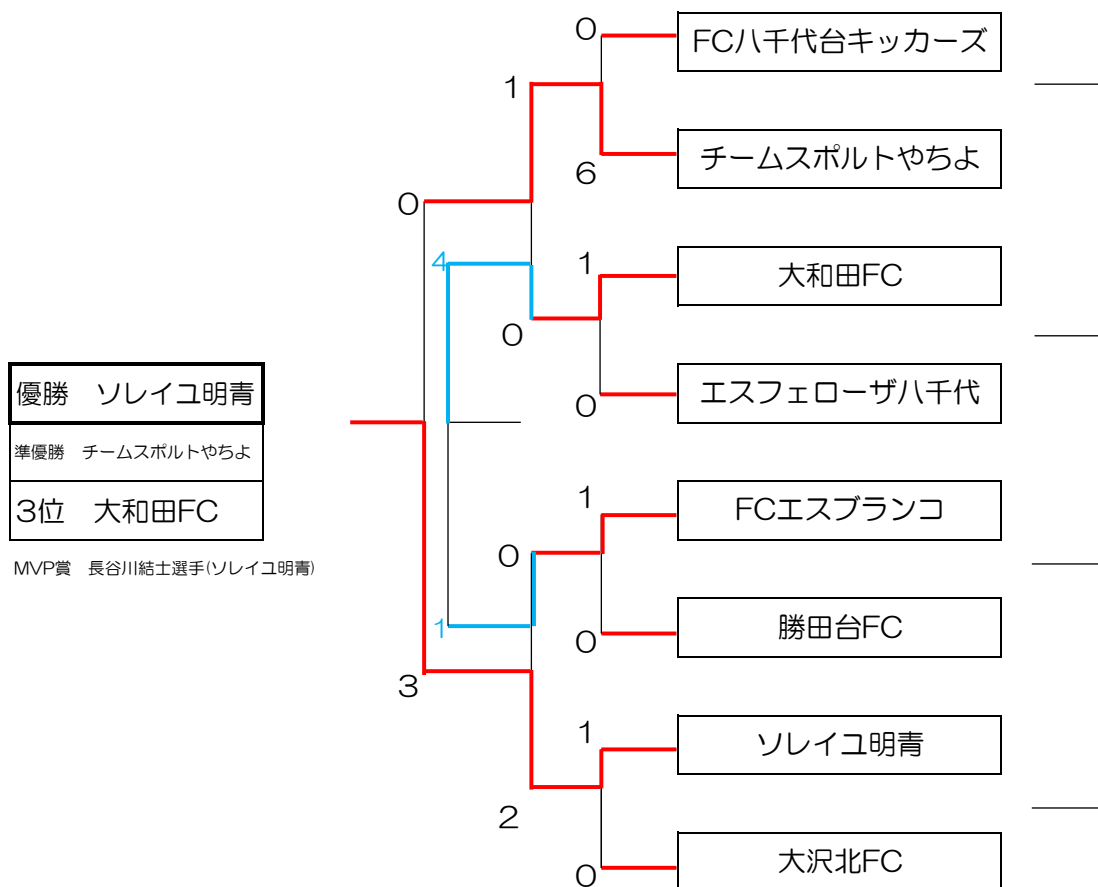 0
FC八千代台キッカーズ
1
チームスポルトやちよ
6
0
4
1
大和田FC
0
優勝　ソレイユ明青
エスフェローザ八千代
0
準優勝　チームスポルトやちよ
3位　大和田FC
1
FCエスブランコ
0
MVP賞　長谷川結士選手(ソレイユ明青)
1
勝田台FC
0
3
1
ソレイユ明青
2
大沢北FC
0